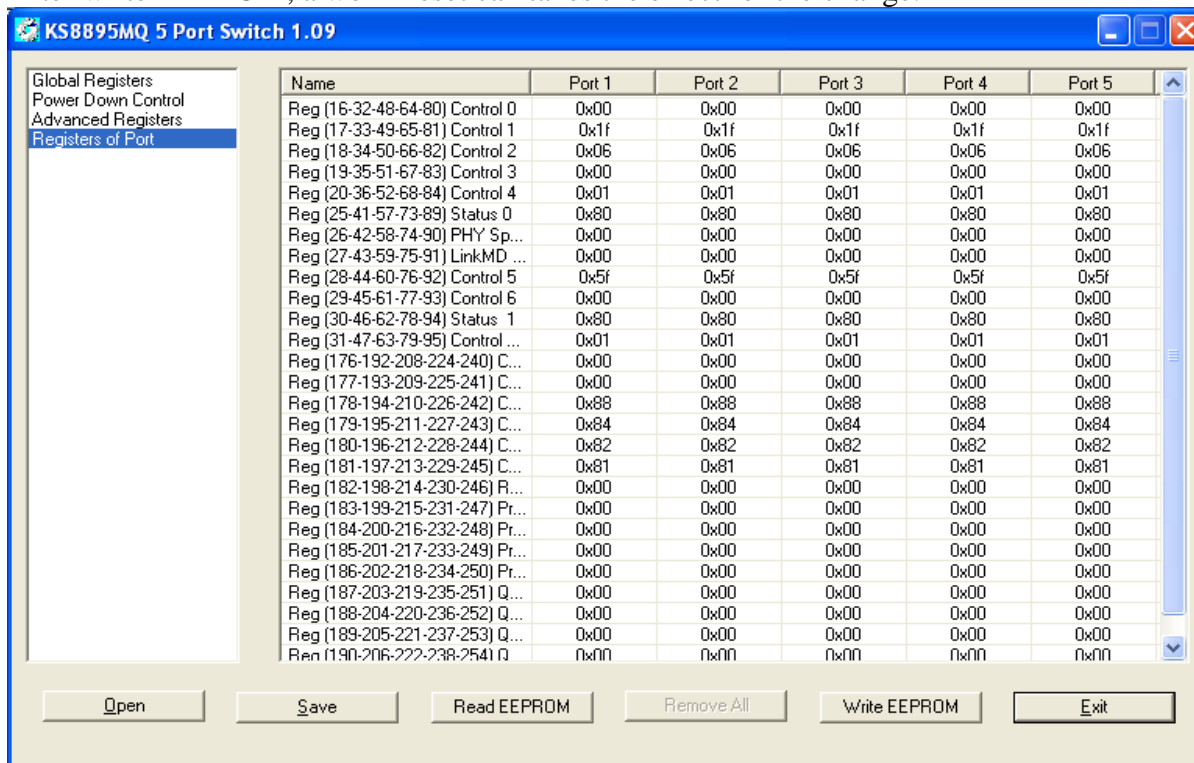 KS8895MQ 5 Port Switch 1.09
Global Registers
Power Down Control
Advanced Registers
Registers of Port
Name Port 1 Port 2 Port 3 Port 4 Port 5
Reg (16-32-48-64-80) Control 0 0x00 0x00 0x00 0x00 0x00
Reg (17-33-49-65-81) Control 1 0x1f 0x1f 0x1f 0x1f 0x1f
Reg (18-34-50-66-82) Control 2 0x06 0x06 0x06 0x06 0x06
Reg (19-35-51-67-83) Control 3 0x00 0x00 0x00 0x00 0x00
Reg (20-36-52-68-84) Control 4 0x01 0x01 0x01 0x01 0x01
Reg (25-41-57-73-89) Status 0 0x80 0x80 0x80 0x80 0x80
Reg (26-42-58-74-90) PHY Sp... 0x00 0x00 0x00 0x00 0x00
Reg (27-43-59-75-91) LinkMD ... 0x00 0x00 0x00 0x00 0x00
Reg (28-44-60-76-92) Control 5 0x5f 0x5f 0x5f 0x5f 0x5f
Reg (29-45-61-77-93) Control 6 0x00 0x00 0x00 0x00 0x00
Reg (30-46-62-78-94) Status 1 0x80 0x80 0x80 0x80 0x80
Reg (31-47-63-79-95) Control ... 0x01 0x01 0x01 0x01 0x01
Reg (176-192-208-224-240) C... 0x00 0x00 0x00 0x00 0x00
Reg (177-193-209-225-241) C... 0x00 0x00 0x00 0x00 0x00
Reg (178-194-210-226-242) C... 0x88 0x88 0x88 0x88 0x88
Reg (179-195-211-227-243) C... 0x84 0x84 0x84 0x84 0x84
Reg (180-196-212-228-244) C... 0x82 0x82 0x82 0x82 0x82
Reg (181-197-213-229-245) C... 0x81 0x81 0x81 0x81 0x81
Reg (182-198-214-230-246) R... 0x00 0x00 0x00 0x00 0x00
Reg (183-199-215-231-247) Pr... 0x00 0x00 0x00 0x00 0x00
Reg (184-200-216-232-248) Pr... 0x00 0x00 0x00 0x00 0x00
Reg (185-201-217-233-249) Pr... 0x00 0x00 0x00 0x00 0x00
Reg (186-202-218-234-250) Pr... 0x00 0x00 0x00 0x00 0x00
Reg (187-203-219-235-251) Q... 0x00 0x00 0x00 0x00 0x00
Reg (188-204-220-236-252) Q... 0x00 0x00 0x00 0x00 0x00
Reg (189-205-221-237-253) Q... 0x00 0x00 0x00 0x00 0x00
Reg (190-206-222-238-254) Q 0x00 0x00 0x00 0x00 0x00
Open Save Read EEPROM Remove All Write EEPROM Exit